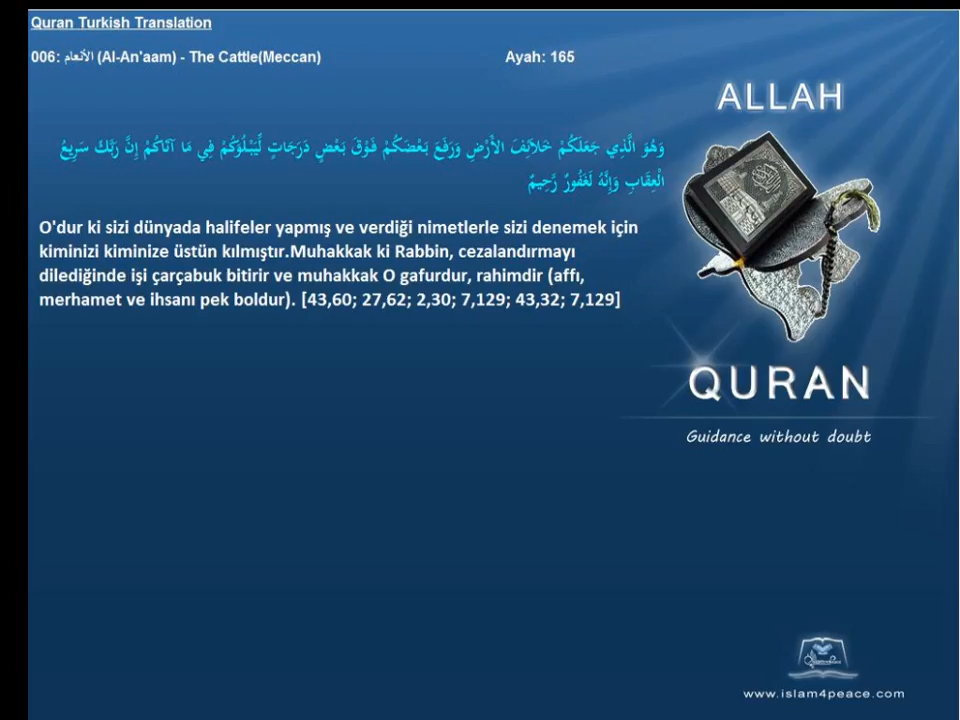 Quran Turkish Translation
006: الأنعام (Al-An'aam) - The Cattle(Meccan) Ayah: 165
وَهُوَ الَّذِي جَعَلَكُمْ خَلاَئِفَ الأَرْضِ وَرَفَعَ بَعْضَكُمْ فَوْقَ بَعْضٍ دَرَجَاتٍ لِّيَبْلُوَكُمْ فِي مَا آتَاكُمْ إِنَّ رَبَّكَ سَرِيعُ
الْعِقَابِ وَإِنَّهُ لَغَفُورٌ رَّحِيمٌ
O'dur ki sizi dünyada halifeler yapmış ve verdiği nimetlerle sizi denemek için
kiminizi kiminize üstün kılmıştır.Muhakkak ki Rabbin, cezalandırmayı
dilediğinde işi çarçabuk bitirir ve muhakkak O gafurdur, rahimdir (affı,
merhamet ve ihsanı pek boldur). [43,60; 27,62; 2,30; 7,129; 43,32; 7,129]
ALLAH
QURAN
Guidance without doubt
www.islam4peace.com